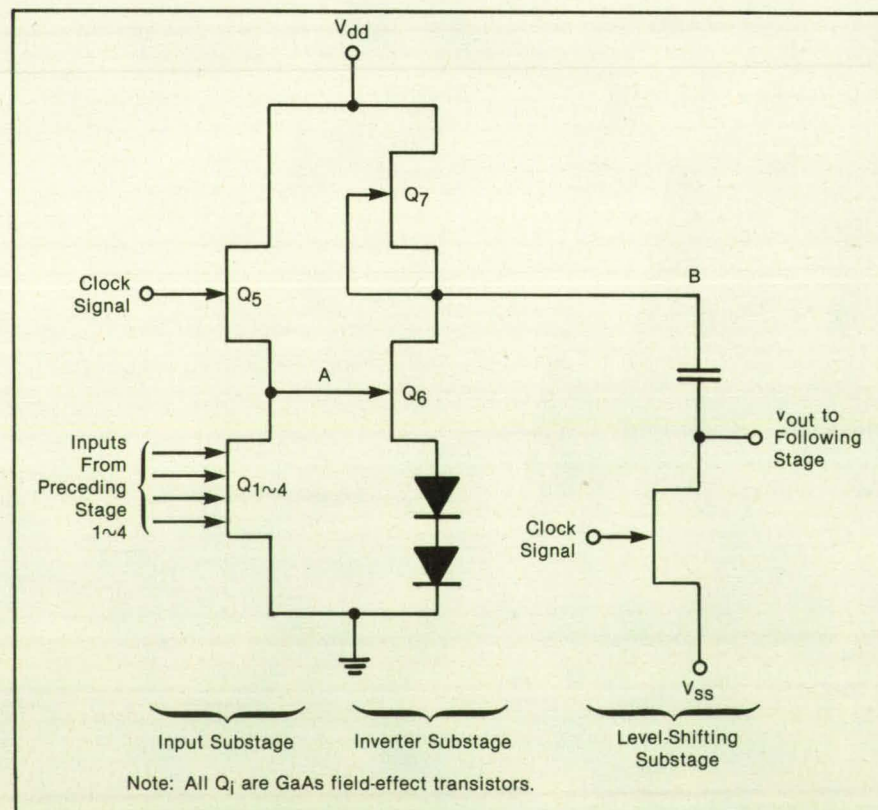 Vdd
Q7
Clock
Signal
Q5
B
A
Q6
vout to
Following
Stage
Inputs
From
Preceding
Stage
1~4
Q1~4
Clock
Signal
Vss
Input Substage
Inverter Substage
Level-Shifting
Substage
Note: All Qi are GaAs field-effect transistors.